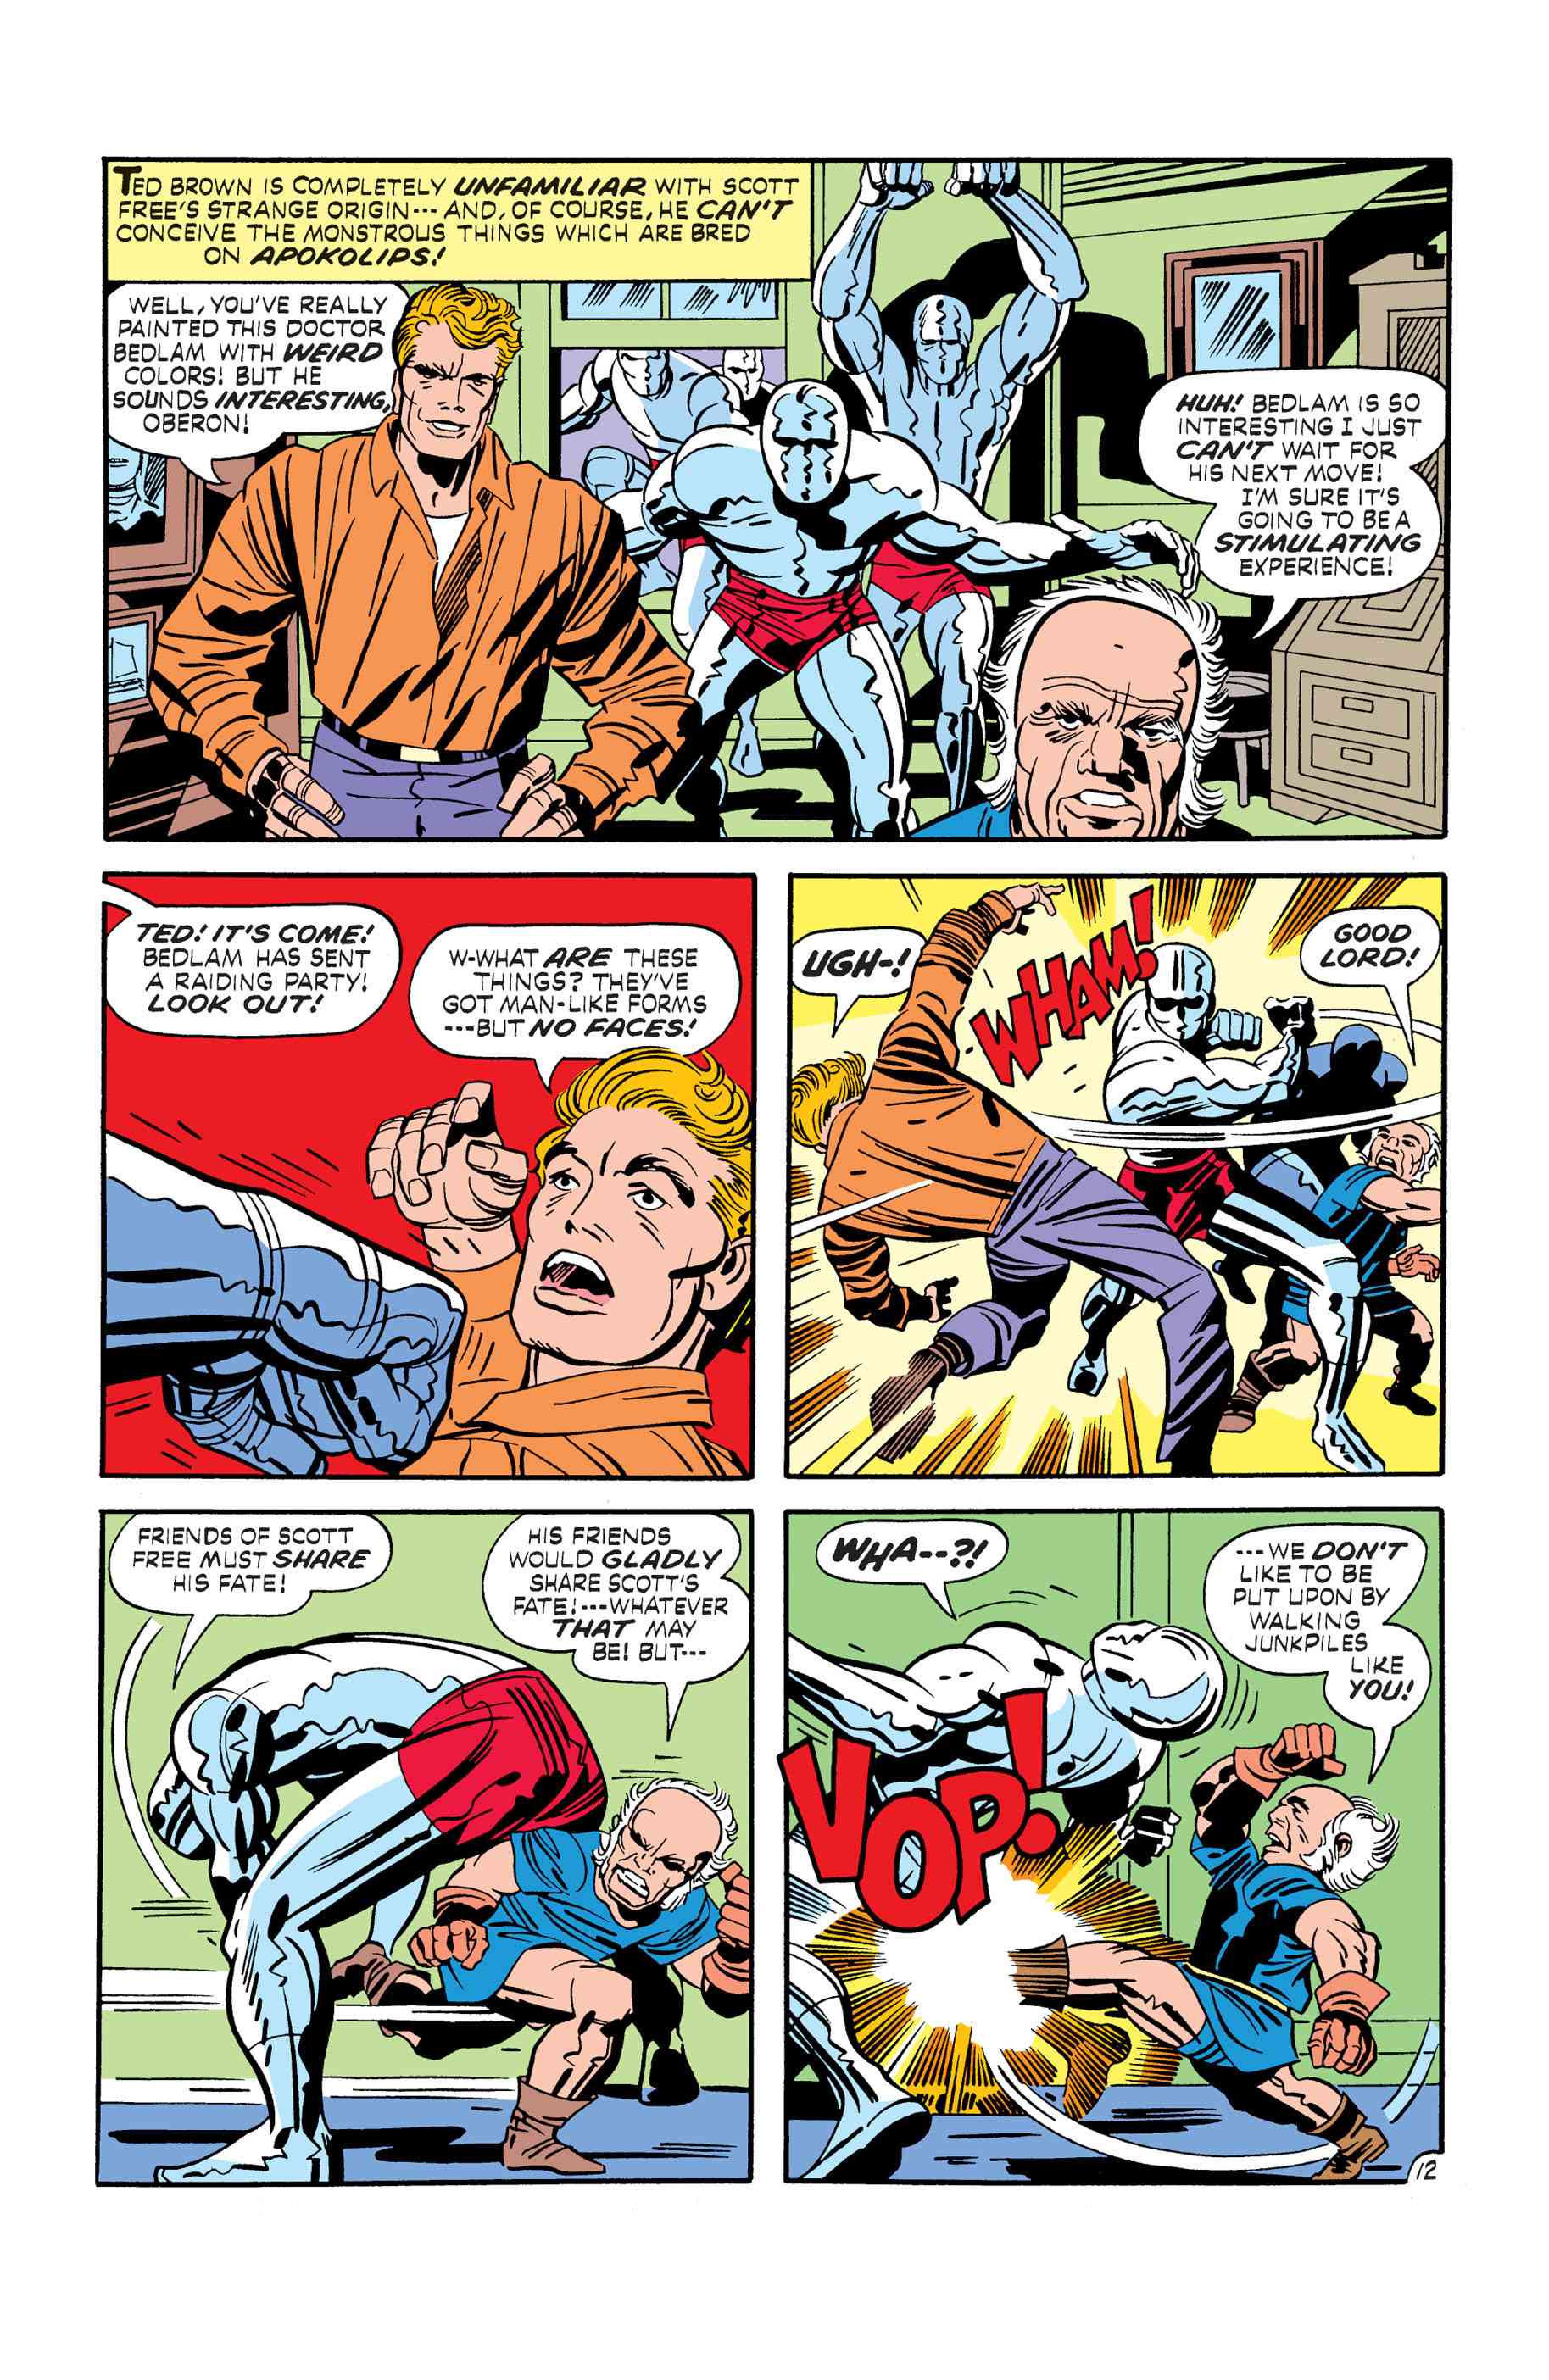 TED BROWN IS COMPLETELY UNFAMILIAR WITH SCOTT
FREE'S STRANGE ORIGIN--- AND, OF COURSE, HE CAN'T
CONCEIVE THE MONSTROUS THINGS WHICH ARE BRED
ON APOKOLIPS!
WELL, YOU'VE REALLY
PAINTED THIS DOCTOR
BEDLAM WITH WEIRD
COLORS! BUT HE
SOUNDS INTERESTING,
OBERON!
HUH! BEDLAM IS SO
INTERESTING I JUST
CAN'T WAIT FOR
HIS NEXT MOVE!
I'M SURE IT'S
GOING TO BE A
STIMULATING
EXPERIENCE!
TED! IT'S COME!
BEDLAM HAS SENT
A RAIDING PARTY!
LOOK OUT!
W-WHAT ARE THESE
THINGS? THEY'VE
GOT MAN-LIKE FORMS
---BUT NO FACES!
UGH-!
WHAM!
GOOD
LORD!
FRIENDS OF SCOTT
FREE MUST SHARE
HIS FATE!
HIS FRIENDS
WOULD GLADLY
SHARE SCOTT'S
FATE!---WHATEVER
THAT MAY
BE! BUT---
WHA--?!
VOP!
---WE DON'T
LIKE TO BE
PUT UPON BY
WALKING
JUNKPILES
LIKE
YOU!
12